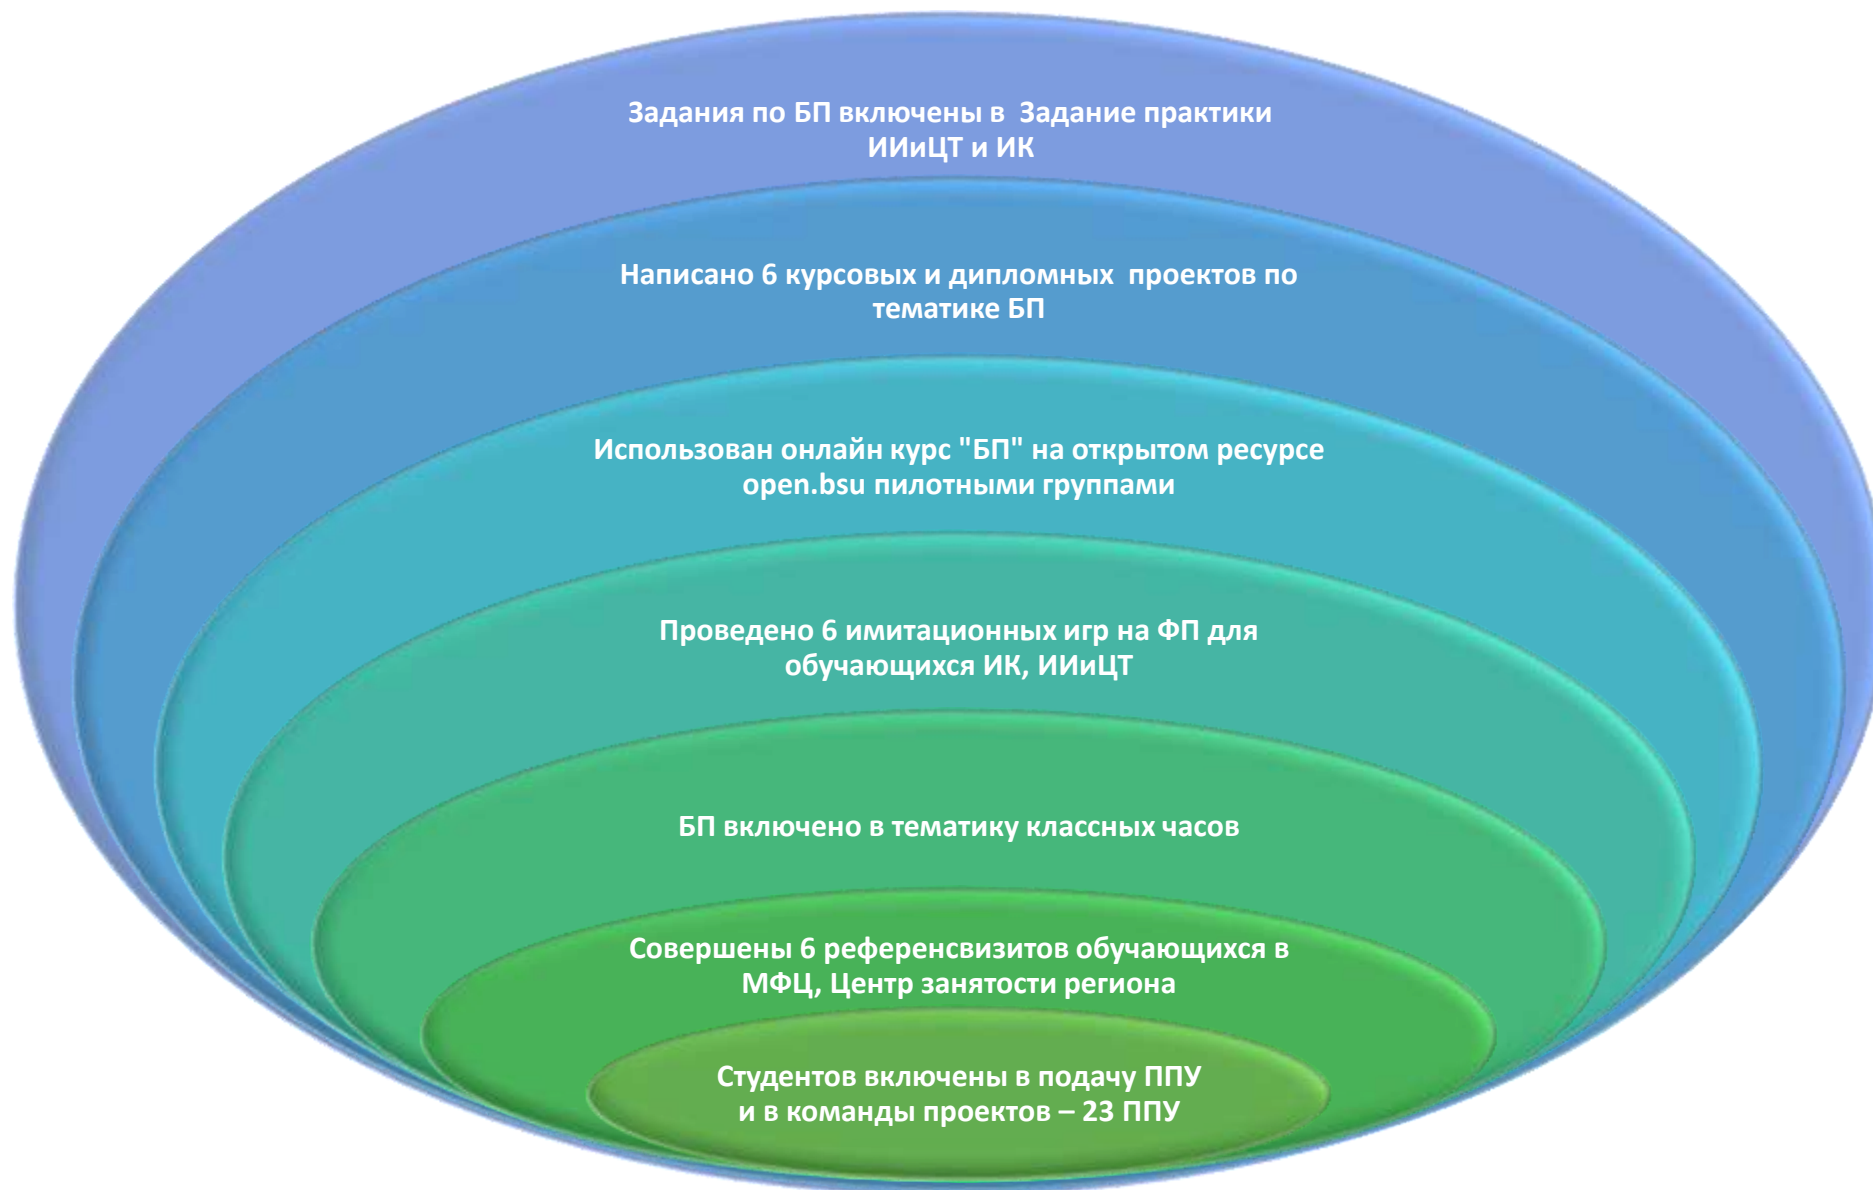 Задания по БП включены в Задание практики
ИИиЦТ и ИК
Написано 6 курсовых и дипломных проектов по
тематике БП
Использован онлайн курс "БП" на открытом ресурсе
open.bsu пилотными группами
Проведено 6 имитационных игр на ФП для
обучающихся ИК, ИИиЦТ
БП включено в тематику классных часов
Совершены 6 референсвизитов обучающихся в
МФЦ, Центр занятости региона
Студентов включены в подачу ППУ
и в команды проектов – 23 ППУ